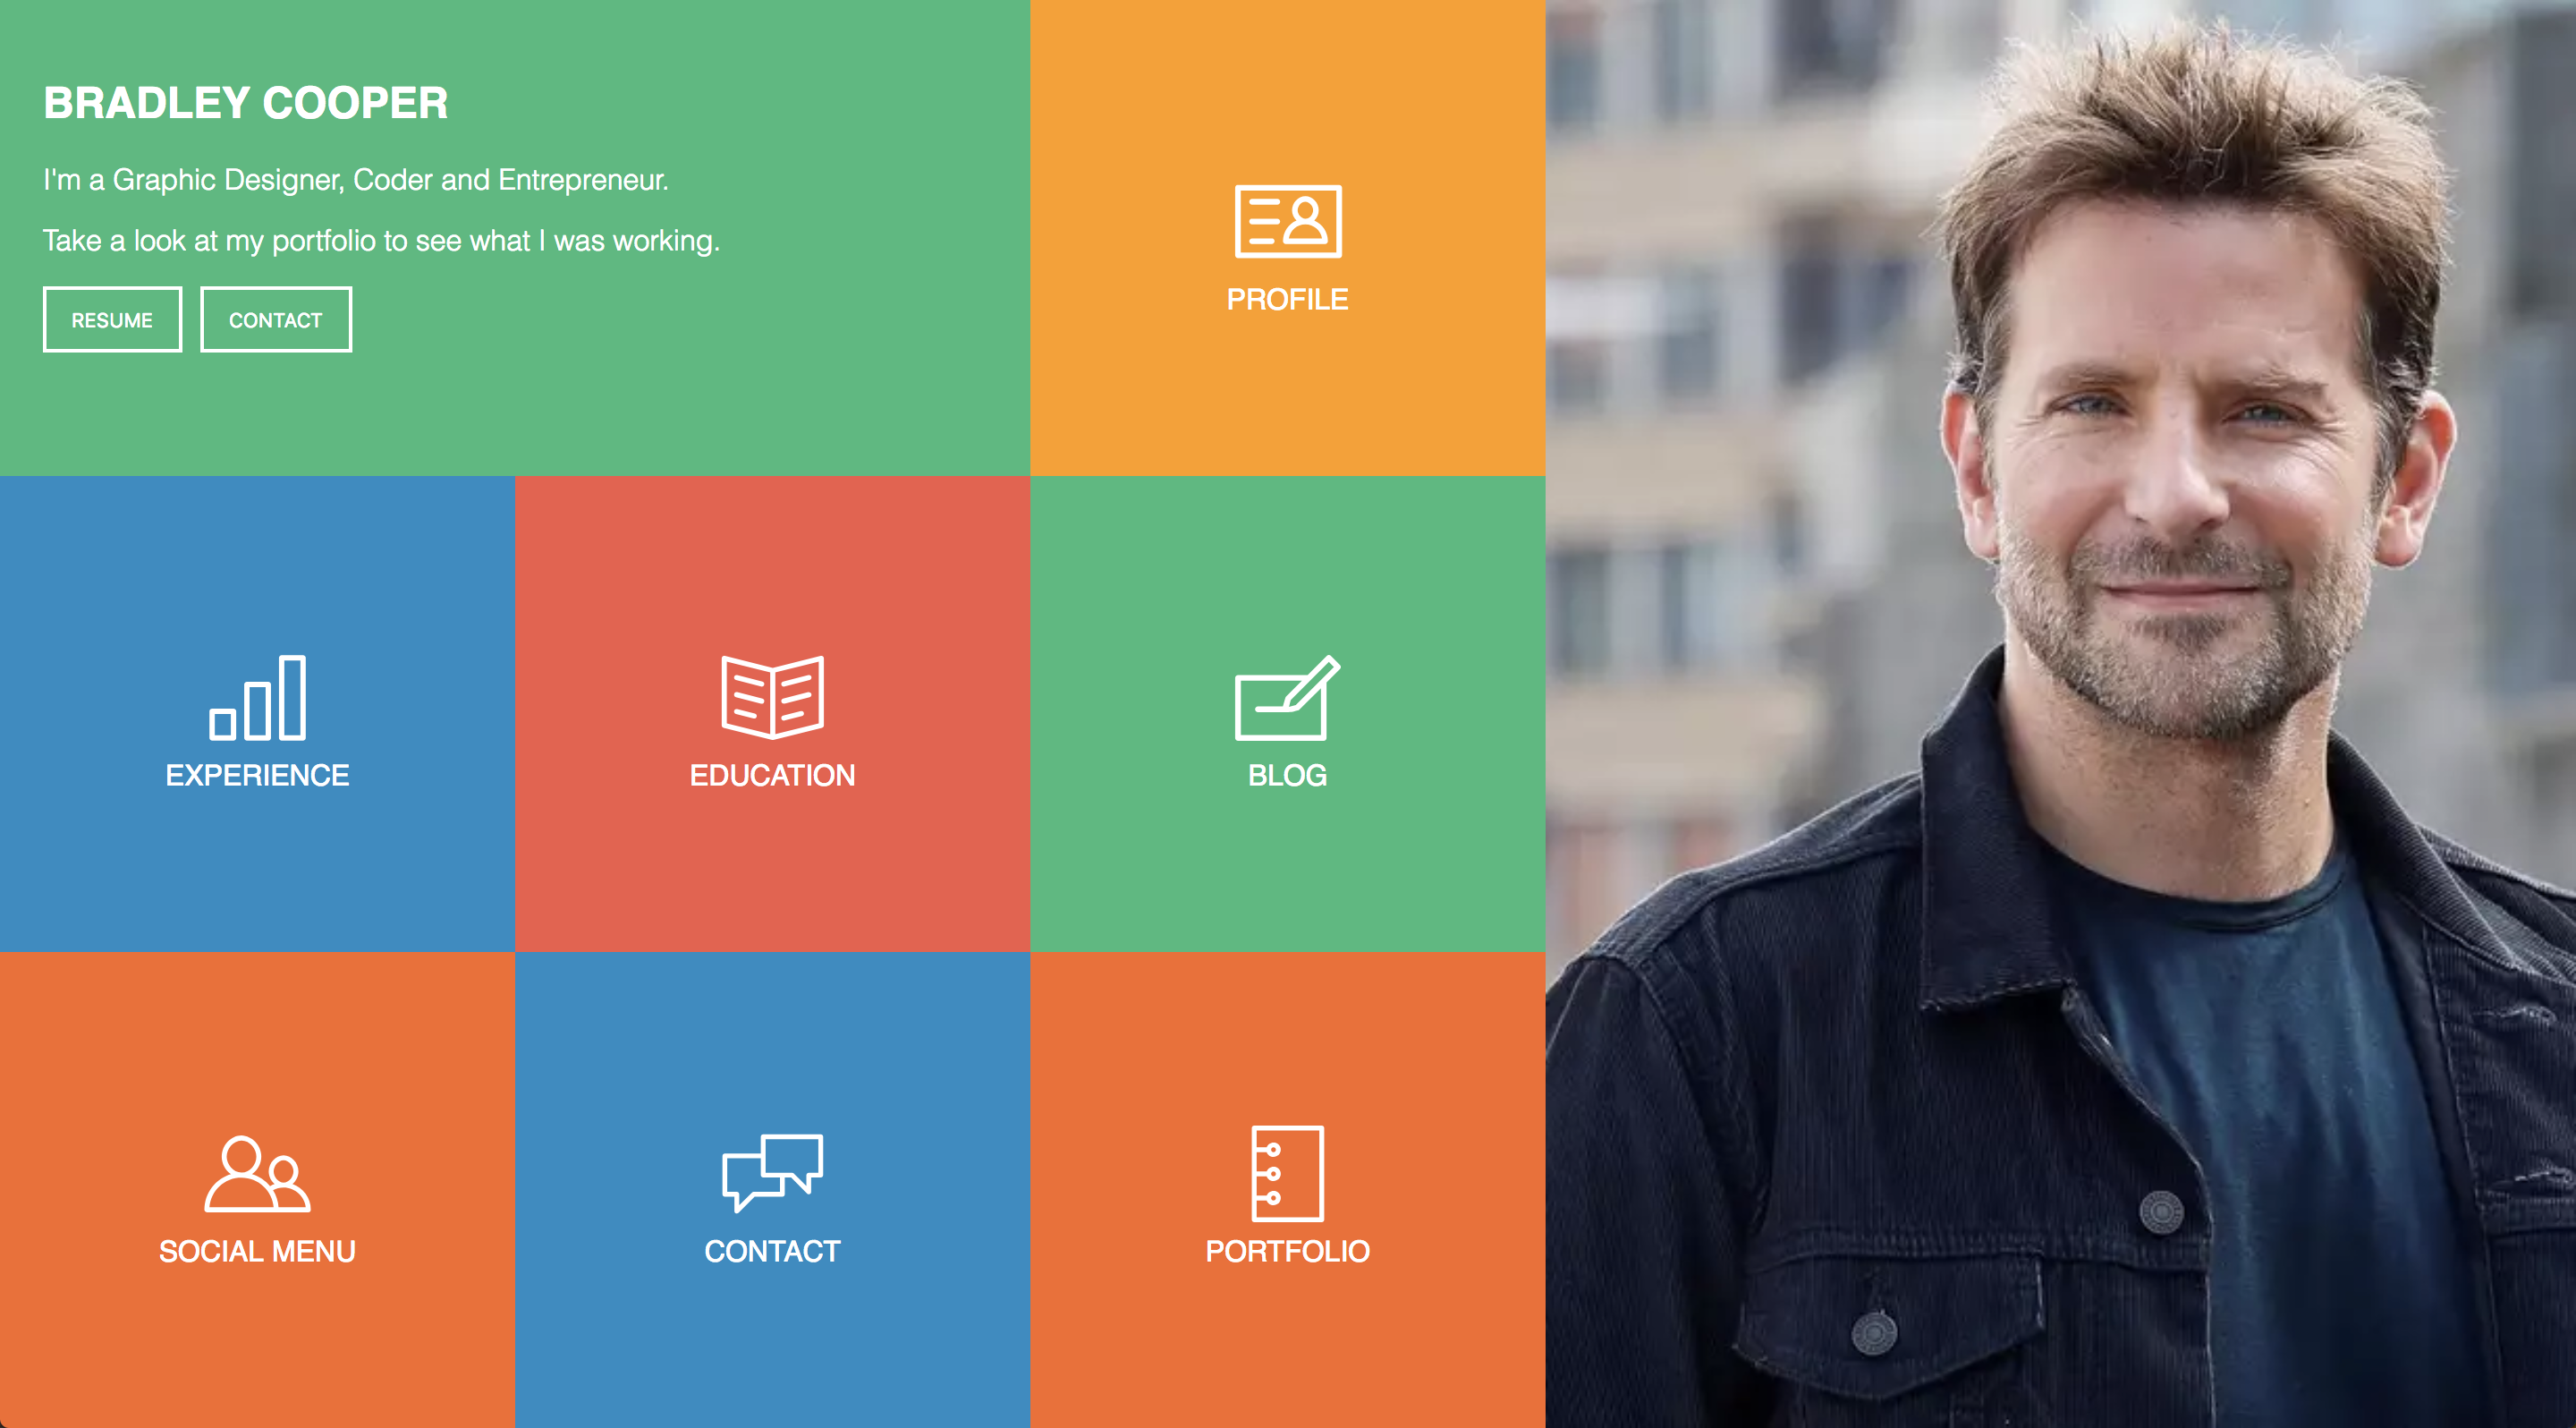 BRADLEY COOPER
I'm a Graphic Designer, Coder and Entrepreneur.
Take a look at my portfolio to see what I was working.
RESUME
CONTACT
PROFILE
EXPERIENCE
EDUCATION
BLOG
SOCIAL MENU
CONTACT
PORTFOLIO